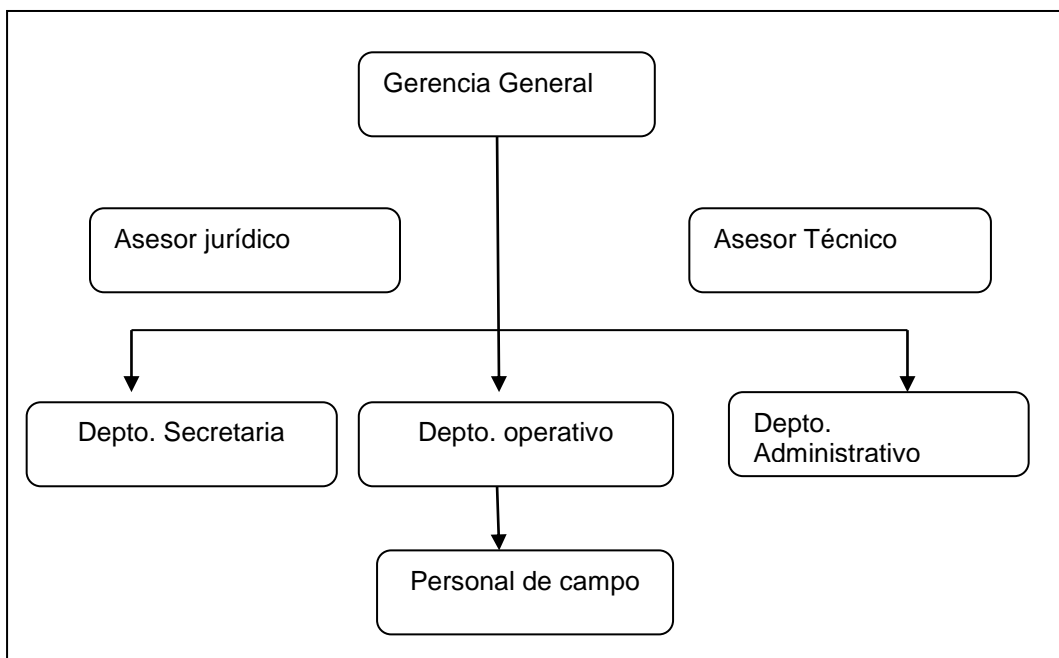 Gerencia General
Asesor jurídico
Asesor Técnico
Depto. Secretaria
Depto. operativo
Depto.
Administrativo
Personal de campo